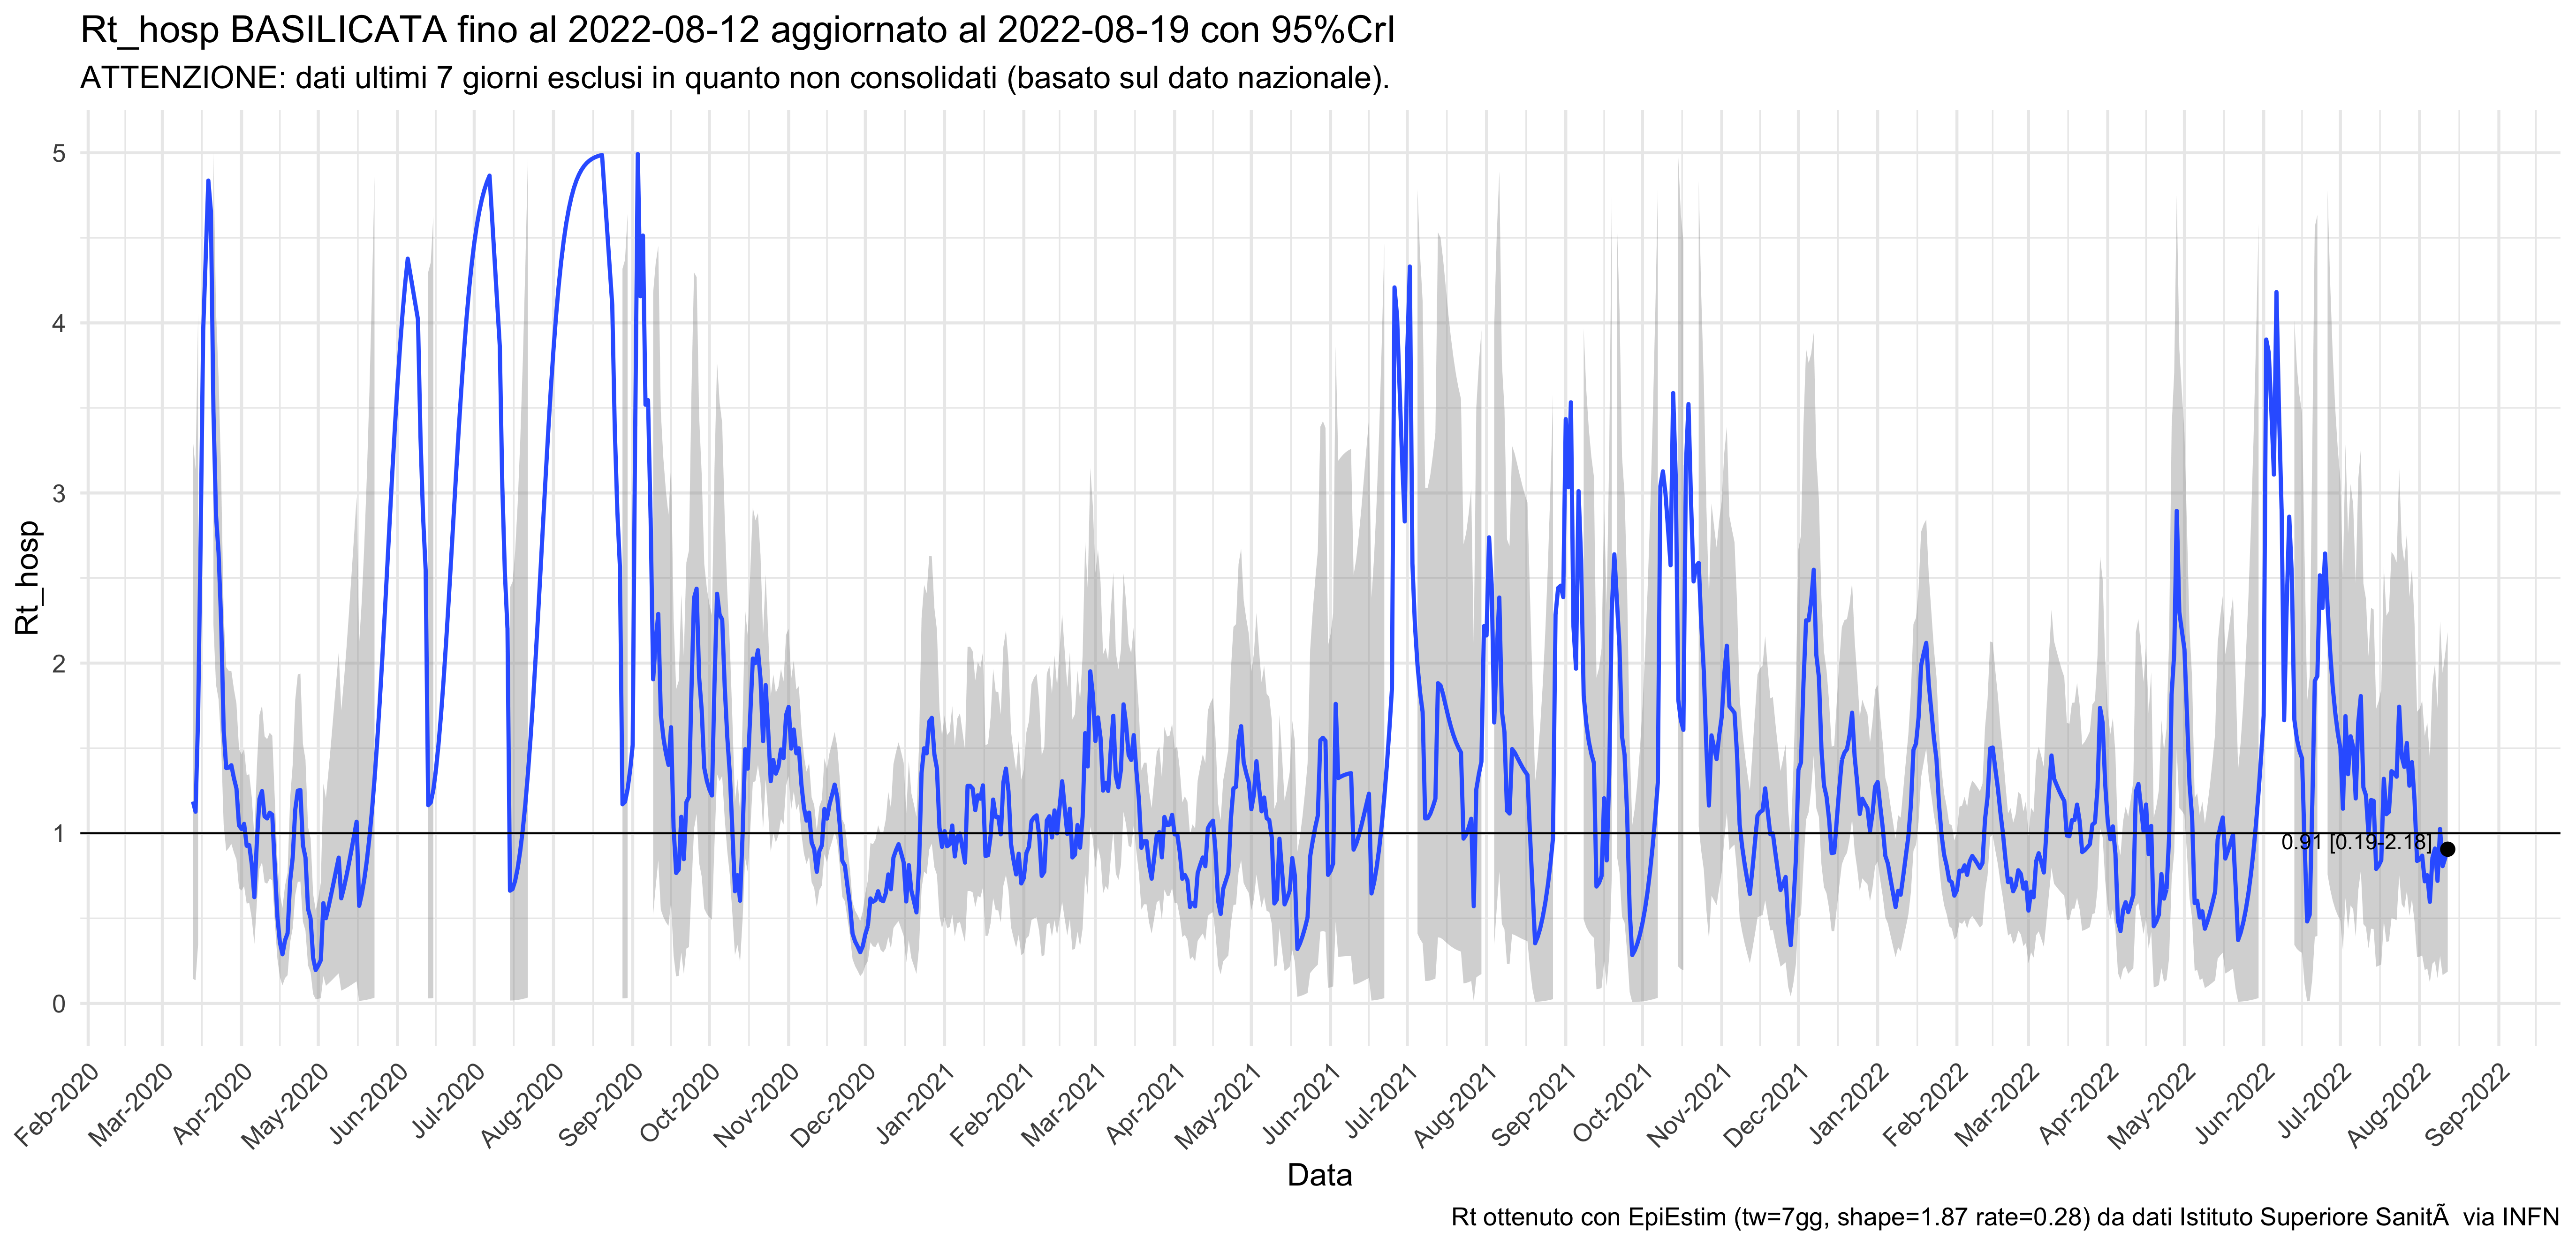 Rt_hosp BASILICATA fino al 2022-08-12 aggiornato al 2022-08-19 con 95%CrI
ATTENZIONE: dati ultimi 7 giorni esclusi in quanto non consolidati (basato sul dato nazionale).
Rt_hosp
5
4
3
2
1
0
0.91 [0.19-2.18]
Feb-2020
Mar-2020
Apr-2020
May-2020
Jun-2020
Jul-2020
Aug-2020
Sep-2020
Oct-2020
Nov-2020
Dec-2020
Jan-2021
Feb-2021
Mar-2021
Apr-2021
May-2021
Jun-2021
Jul-2021
Aug-2021
Sep-2021
Oct-2021
Nov-2021
Dec-2021
Jan-2022
Feb-2022
Mar-2022
Apr-2022
May-2022
Jun-2022
Jul-2022
Aug-2022
Sep-2022
Data
Rt ottenuto con EpiEstim (tw=7gg, shape=1.87 rate=0.28) da dati Istituto Superiore SanitÃ  via INFN